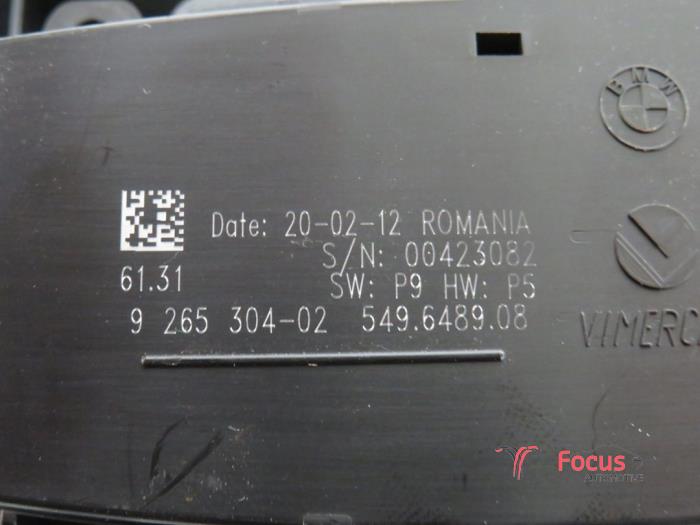 BMW
Date: 20-02-12 ROMANIA
S/N: 00423082
61.31
SW: P9 HW: P5
9 265 304-02 549.6489.08
VIMERC
Focus
AUTOMOTIVE